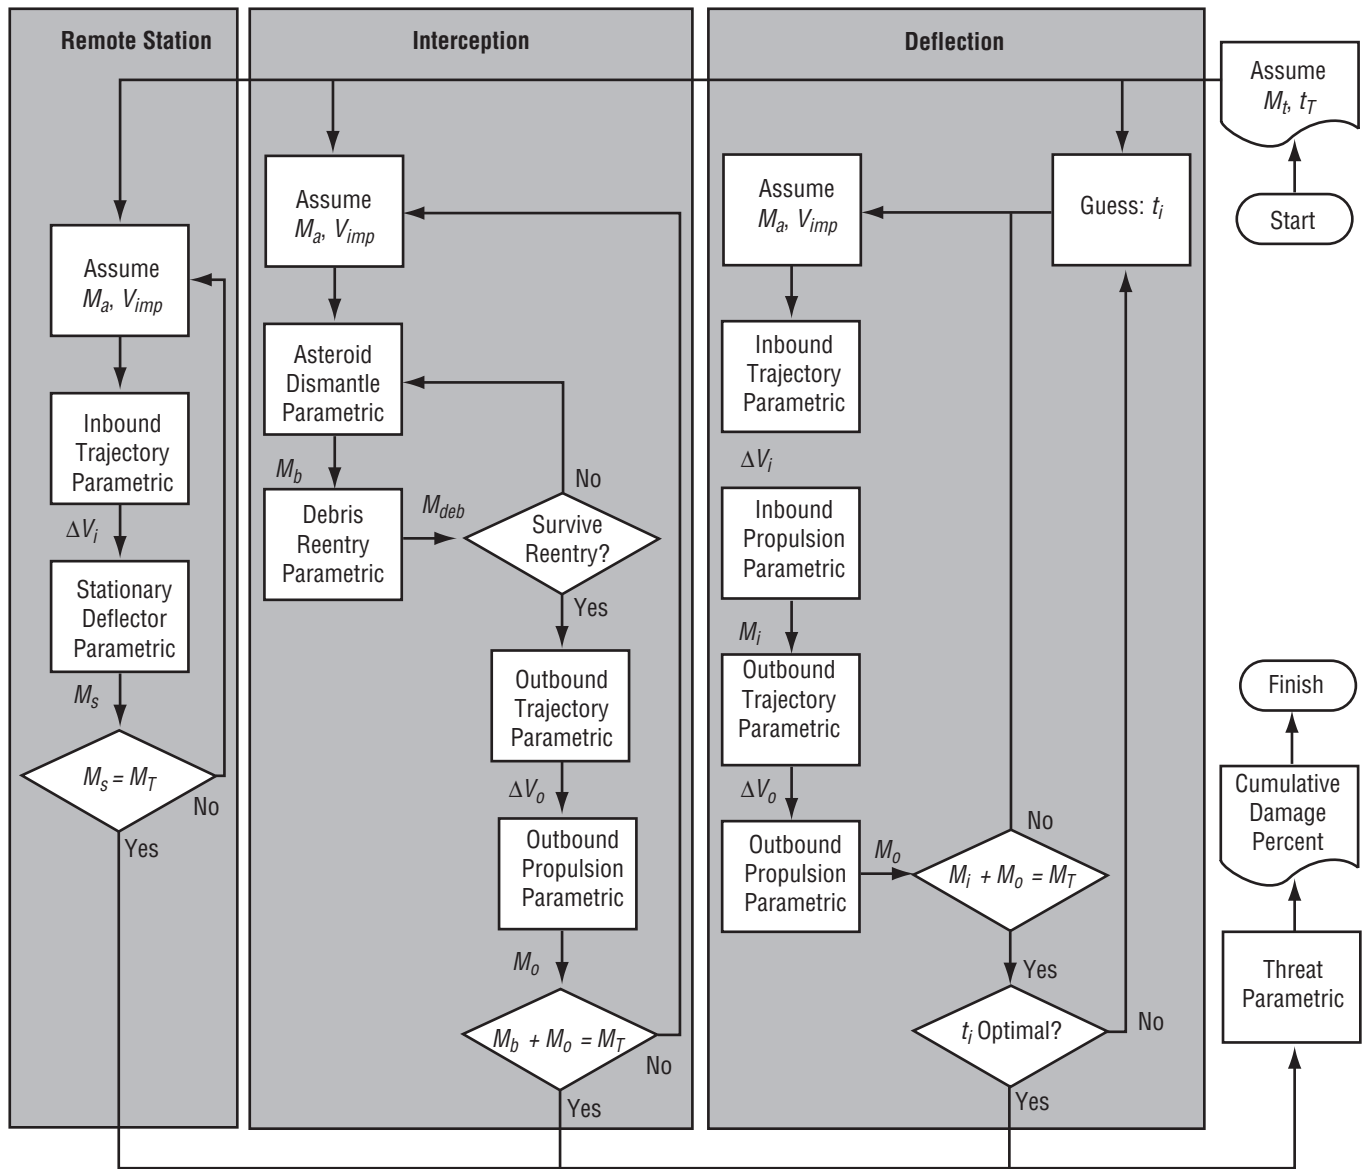 Remote Station
Assume
Ma, Vimp
Inbound
Trajectory
Parametric
ΔVi
Stationary
Deflector
Parametric
Ms
Ms = MT
No
Yes
Interception
Assume
Ma, Vimp
Asteroid
Dismantle
Parametric
Mb
Debris
Reentry
Parametric
Mdeb
No
Survive
Reentry?
Yes
Outbound
Trajectory
Parametric
ΔVo
Outbound
Propulsion
Parametric
Mo
Mb + Mo = MT
No
Yes
Deflection
Assume
Ma, Vimp
Guess: ti
Inbound
Trajectory
Parametric
ΔVi
Inbound
Propulsion
Parametric
Mi
Outbound
Trajectory
Parametric
ΔVo
Outbound
Propulsion
Parametric
Mo
No
Mi + Mo = MT
Yes
ti Optimal?
No
Yes
Assume
Mt, tT
Start
Finish
Cumulative
Damage
Percent
Threat
Parametric